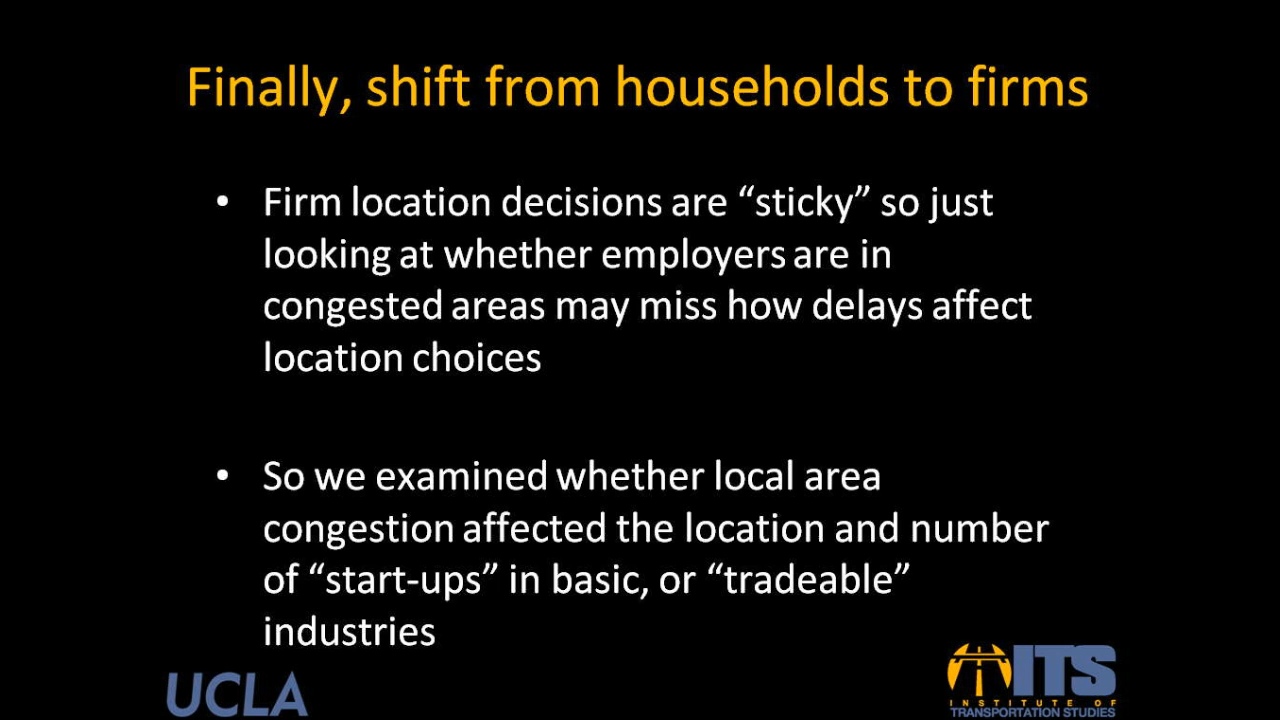 Finally, shift from households to firms
• Firm location decisions are “sticky” so just
looking at whether employers are in
congested areas may miss how delays affect
location choices
• So we examined whether local area
congestion affected the location and number
of “start-ups” in basic, or “tradeable”
industries
UCLA
ITS
INSTITUTE OF
TRANSPORTATION STUDIES